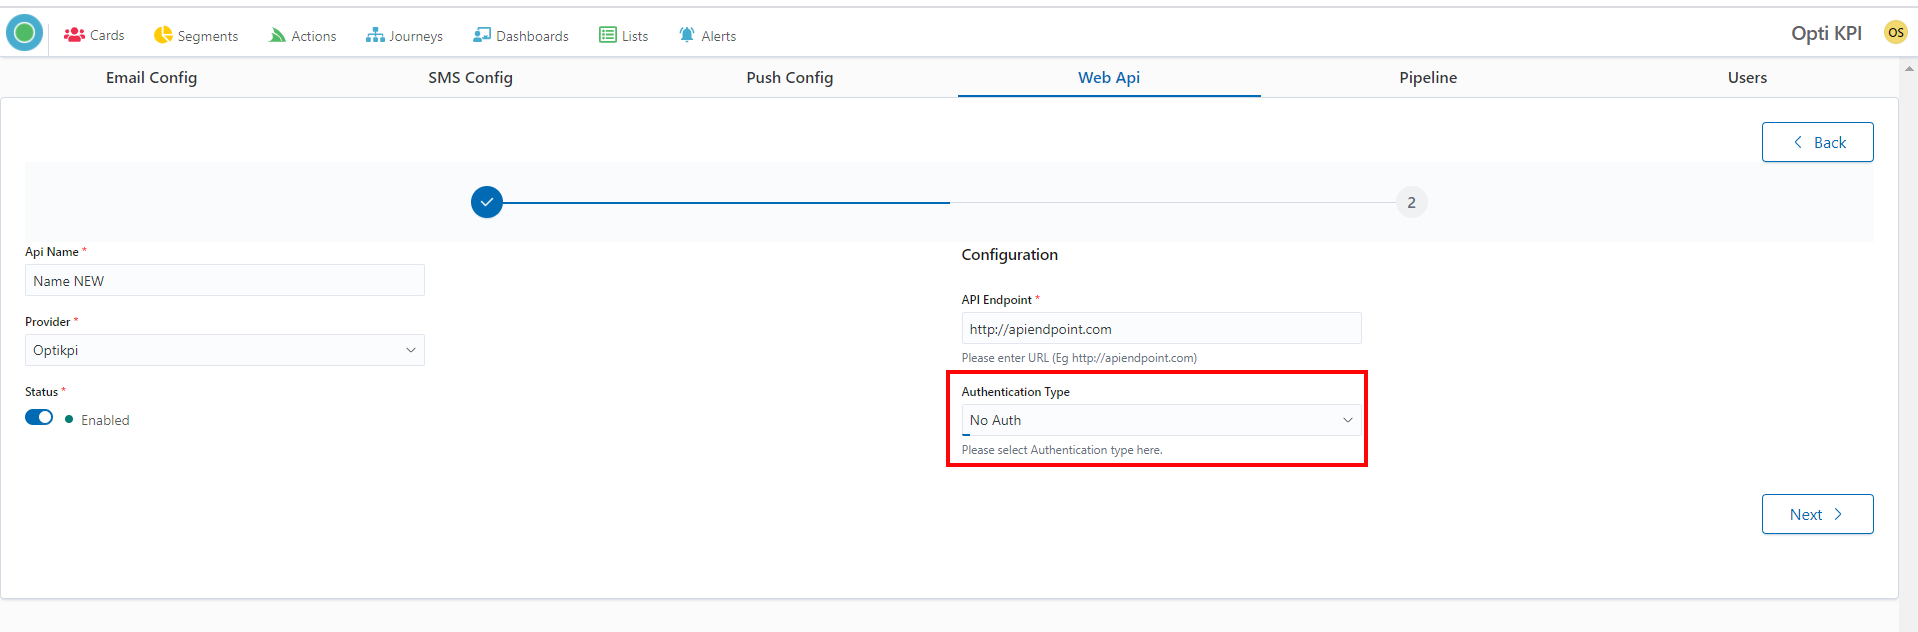 Cards Segments Actions Journeys Dashboards Lists Alerts Opti KPI OS
Email Config SMS Config Push Config Web Api Pipeline Users
Back
2
Api Name *
Name NEW
Provider *
Optikpi
Status *
Enabled
Configuration
API Endpoint *
http://apiendpoint.com
Please enter URL (Eg http://apiendpoint.com)
Authentication Type
No Auth
Please select Authentication type here.
Next